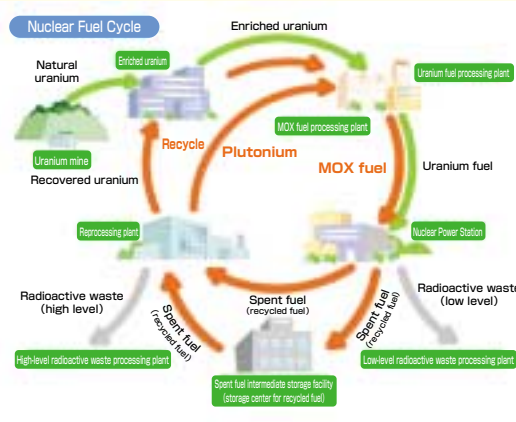 Nuclear Fuel Cycle
Enriched uranium
Natural
uranium
Enriched uranium
Uranium fuel processing plant
MOX fuel processing plant
Recycle
Plutonium
MOX fuel
Uranium fuel
Uranium mine
Recovered uranium
Reprocessing plant
Nuclear Power Station
Radioactive waste
(high level)
Spent fuel
(recycled fuel)
Spent fuel
(recycled fuel)
Spent fuel
(recycled fuel)
Radioactive waste
(low level)
High-level radioactive waste processing plant
Spent fuel intermediate storage facility
(storage center for recycled fuel)
Low-level radioactive waste processing plant